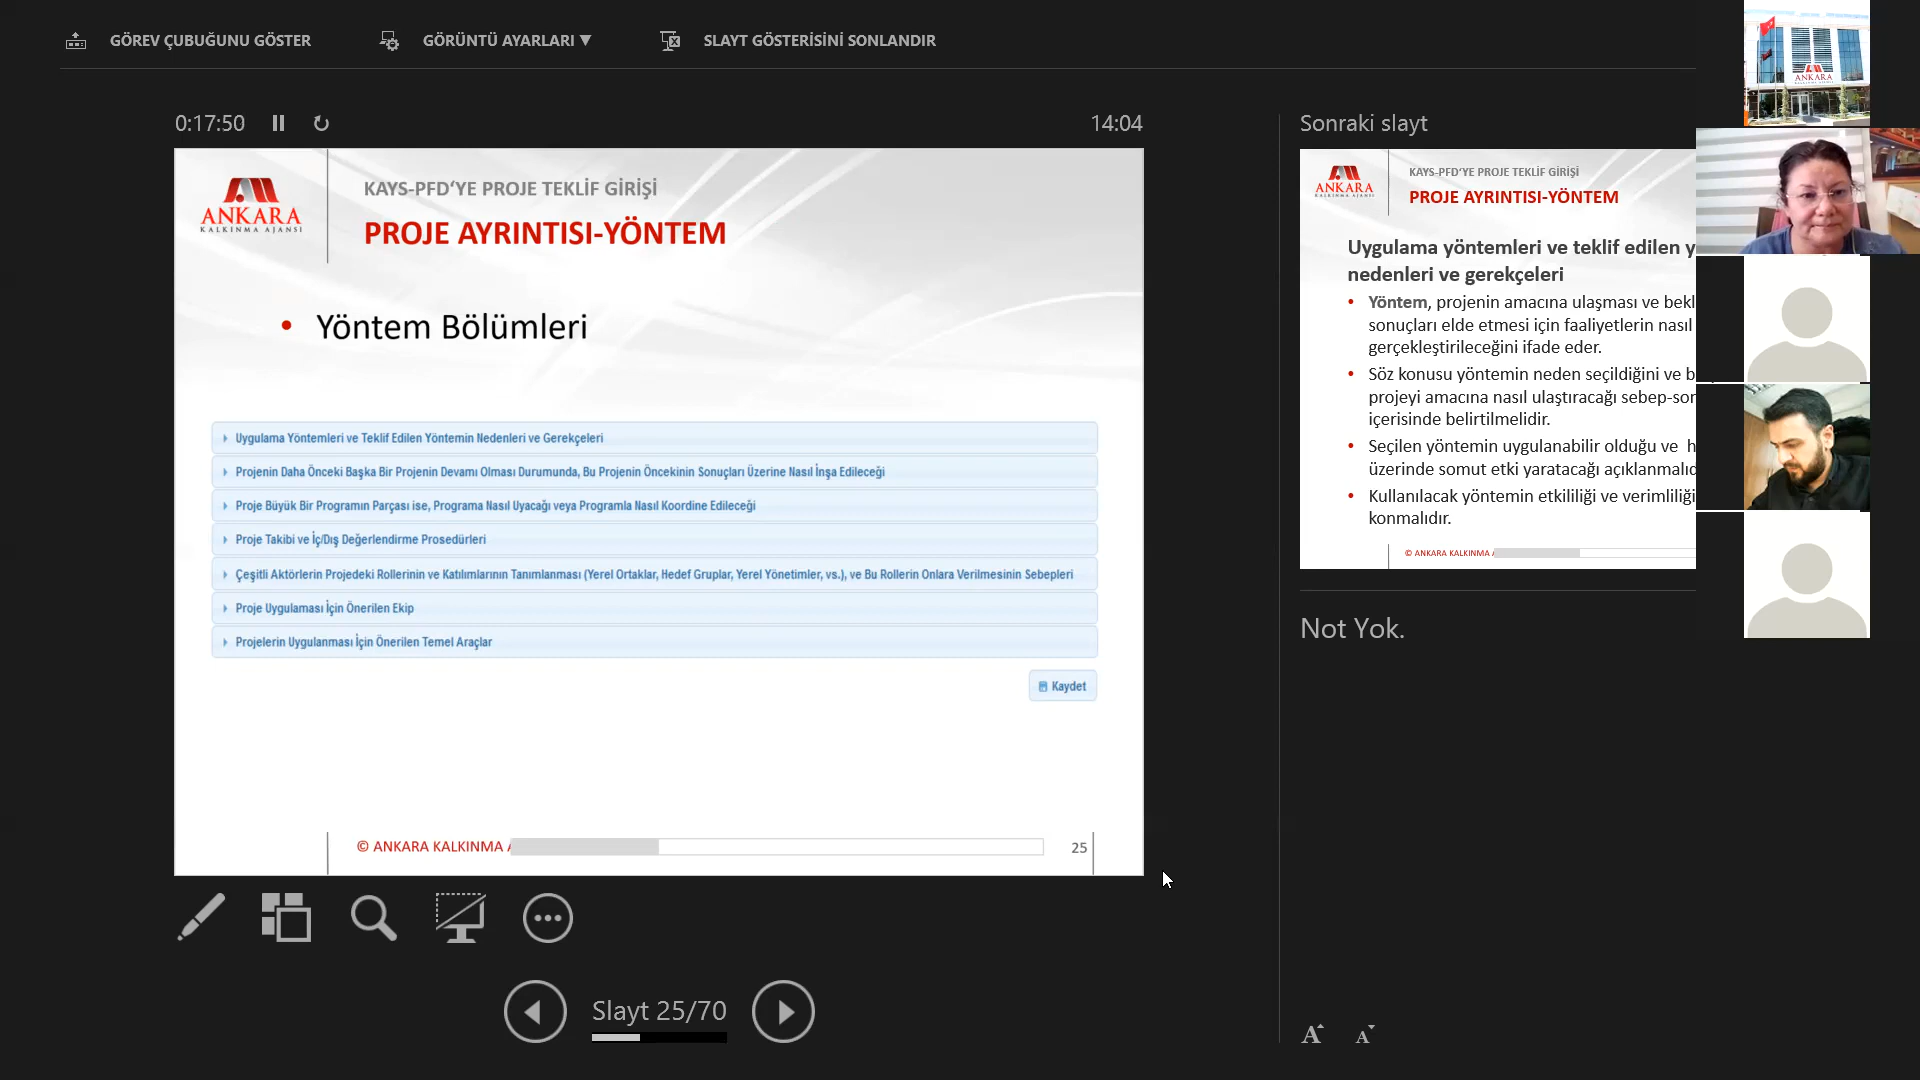 GÖREV ÇUBUĞUNU GÖSTER
GÖRÜNTÜ AYARLARI ▼
SLAYT GÖSTERİSİNİ SONLANDIR
0:17:50
14:04
ANKARA
KALKINMA AJANSI
KAYS-PFD'YE PROJE TEKLİF GİRİŞİ
PROJE AYRINTISI-YÖNTEM
• Yöntem Bölümleri
Uygulama Yöntemleri ve Teklif Edilen Yöntemin Nedenleri ve Gerekçeleri
Projenin Daha Önceki Başka Bir Projenin Devamı Olması Durumunda, Bu Projenin Öncekinin Sonuçları Üzerine Nasıl İnşa Edileceği
Proje Büyük Bir Programın Parçası ise, Programa Nasıl Uyacağı veya Programla Nasıl Koordine Edileceği
Proje Takibi ve İç/Dış Değerlendirme Prosedürleri
Çeşitli Aktörlerin Projedeki Rollerinin ve Katılımlarının Tanımlanması (Yerel Ortaklar, Hedef Gruplar, Yerel Yönetimler, vs.), ve Bu Rollerin Onlara Verilmesinin Sebepleri
Proje Uygulaması İçin Önerilen Ekip
Projelerin Uygulanması İçin Önerilen Temel Araçlar
Kaydet
© ANKARA KALKINMA
25
Slayt 25/70
Sonraki slayt
ANKARA
KALKINMA AJANSI
KAYS-PFD'YE PROJE TEKLİF GİRİŞİ
PROJE AYRINTISI-YÖNTEM
Uygulama yöntemleri ve teklif edilen y
nedenleri ve gerekçeleri
• Yöntem, projenin amacına ulaşması ve bekl
sonuçları elde etmesi için faaliyetlerin nasıl
gerçekleştirileceğini ifade eder.
• Söz konusu yöntemin neden seçildiğini ve b
projeyi amacına nasıl ulaştıracağı sebep-sor
içerisinde belirtilmelidir.
• Seçilen yöntemin uygulanabilir olduğu ve h
üzerinde somut etki yaratacağı açıklanmalıd
• Kullanılacak yöntemin etkililiği ve verimliliği
konmalıdır.
© ANKARA KALKINMA
Not Yok.
A A
ANKARA